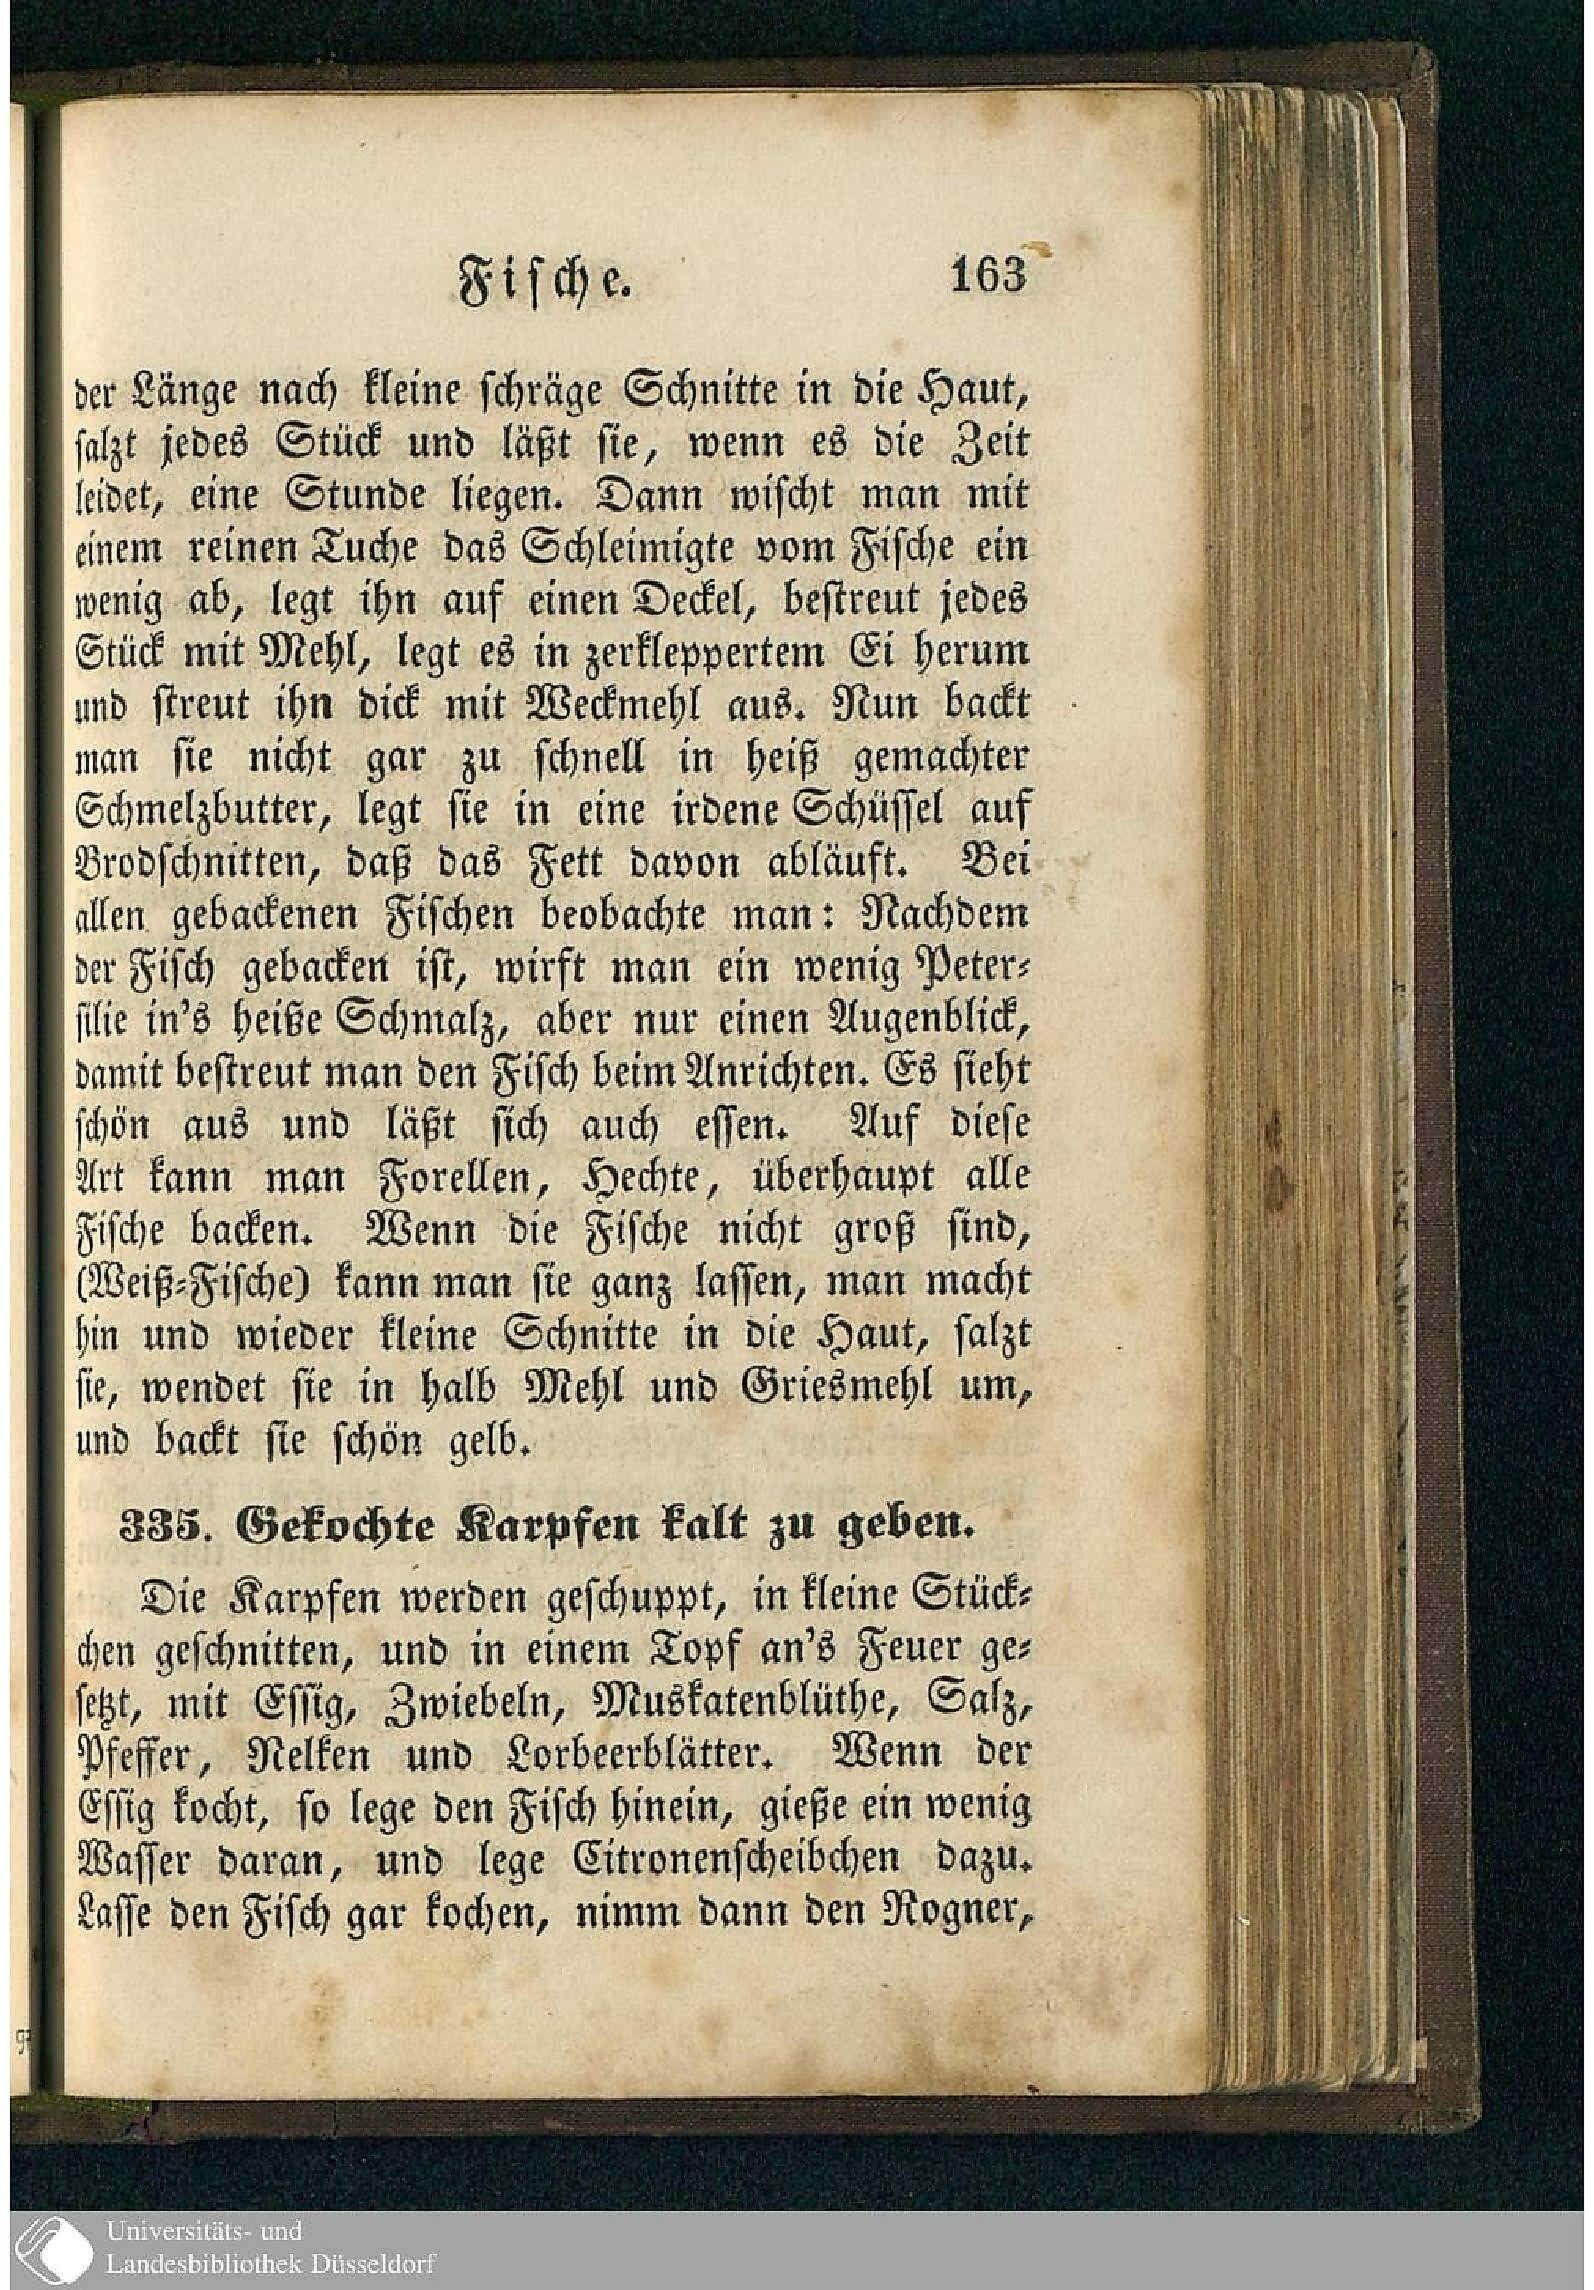 Fische. 163
der Länge nach kleine schräge Schnitte in die Haut,
salzt jedes Stück und läßt sie, wenn es die Zeit
leidet, eine Stunde liegen. Dann wischt man mit
einem reinen Tuche das Schleimigte vom Fische ein
wenig ab, legt ihn auf einen Deckel, bestreut jedes
Stück mit Mehl, legt es in zerkleppertem Ei herum
und streut ihn dick mit Weckmehl aus. Nun backt
man sie nicht gar zu schnell in heiß gemachter
Schmelzbutter, legt sie in eine irdene Schüssel auf
Brodschnitten, daß das Fett davon abläuft. Bei
allen gebackenen Fischen beobachte man: Nachdem
der Fisch gebacken ist, wirft man ein wenig Peter-
silie in's heiße Schmalz, aber nur einen Augenblick,
damit bestreut man den Fisch beim Anrichten. Es sieht
schön aus und läßt sich auch essen. Auf diese
Art kann man Forellen, Hechte, überhaupt alle
Fische backen. Wenn die Fische nicht groß sind,
(Weiß-Fische) kann man sie ganz lassen, man macht
hin und wieder kleine Schnitte in die Haut, salzt
sie, wendet sie in halb Mehl und Griesmehl um,
und backt sie schön gelb.
335. Gekochte Karpfen kalt zu geben.
Die Karpfen werden geschuppt, in kleine Stück-
chen geschnitten, und in einem Topf an's Feuer ge-
setzt, mit Essig, Zwiebeln, Muskatenblüthe, Salz,
Pfeffer, Nelken und Lorbeerblätter. Wenn der
Essig kocht, so lege den Fisch hinein, gieße ein wenig
Wasser daran, und lege Citronenscheibchen dazu.
Lasse den Fisch gar kochen, nimm dann den Rogner,
Universitäts- und
Landesbibliothek Düsseldorf